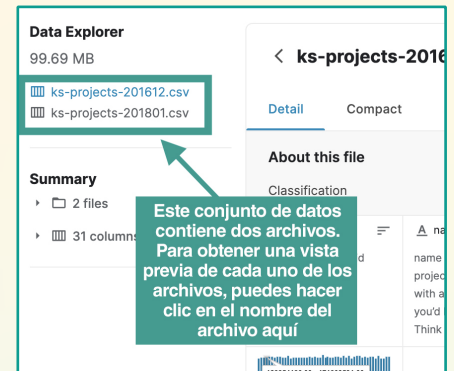 Data Explorer
99.69 MB
ks-projects-201612.csv
ks-projects-201801.csv
Summary
2 files
31 columns
< ks-projects-2016
Detail Compact
About this file
Classification
Este conjunto de datos
contiene dos archivos.
Para obtener una vista
previa de cada uno de los
archivos, puedes hacer
clic en el nombre del
archivo aquí
A na
name
projec
with a
you'd
Think